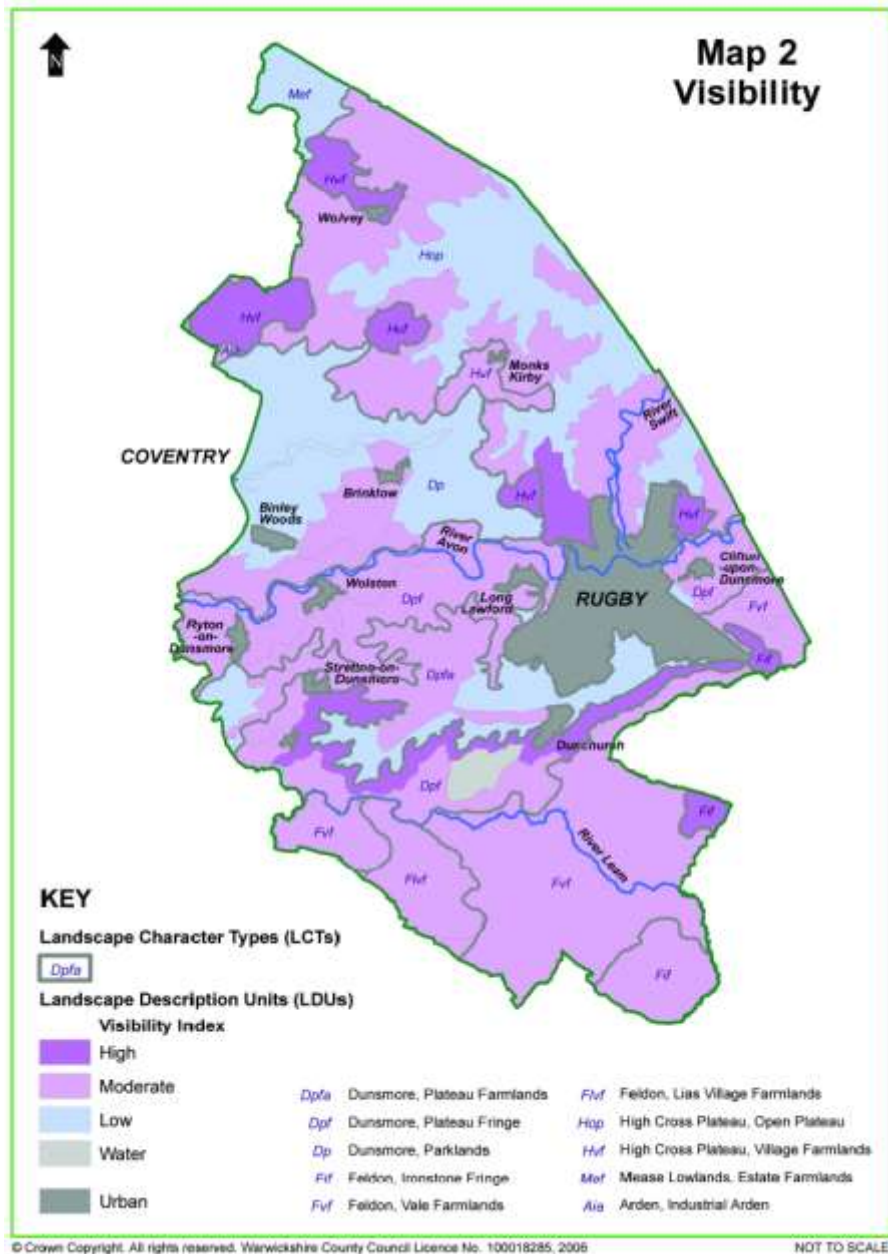 N
Map 2
Visibility
Mef
Hvf
Wolvey
Hop
Hvf
Hvf
Aia
Monks
Kirby
Hvf
River
Swift
COVENTRY
Brinklow
Dp
Hvf
Hvf
Binley
Woods
River
Avon
Clifton
-upon-
Dunsmore
Wolston
Dpf
Long
Lawford
RUGBY
Dpf
Fvf
Ryton
-on-
Dunsmore
Stretton-on-
Dunsmore
Dpfa
Fif
Dunchurch
Dpf
Fif
Fvf
River Leam
Flvf
Fvf
Fif
KEY
Landscape Character Types (LCTs)
Dpfa
Landscape Description Units (LDUs)
Visibility Index
High
Moderate
Low
Water
Urban
Dpfa Dunsmore, Plateau Farmlands
Dpf Dunsmore, Plateau Fringe
Dp Dunsmore, Parklands
Fif Feldon, Ironstone Fringe
Fvf Feldon, Vale Farmlands
Flvf Feldon, Lias Village Farmlands
Hop High Cross Plateau, Open Plateau
Hvf High Cross Plateau, Village Farmlands
Mef Mease Lowlands, Estate Farmlands
Aia Arden, Industrial Arden
© Crown Copyright. All rights reserved. Warwickshire County Council Licence No. 100018285, 2006
NOT TO SCALE